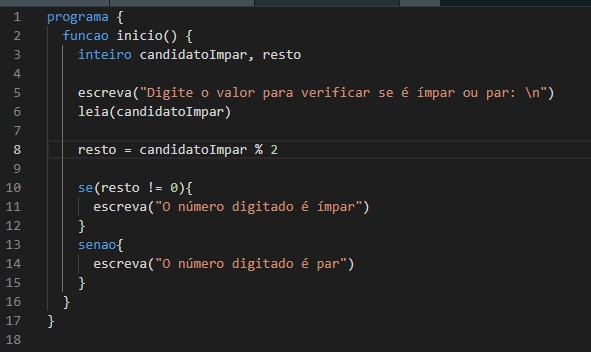 1 programa {
2 funcao inicio() {
3 inteiro candidatoImpar, resto
4
5 escreva("Digite o valor para verificar se é ímpar ou par: \n")
6 leia(candidatoImpar)
7
8 resto = candidatoImpar % 2
9
10 se(resto != 0){
11 escreva("O número digitado é ímpar")
12 }
13 senao{
14 escreva("O número digitado é par")
15 }
16 }
17 }
18